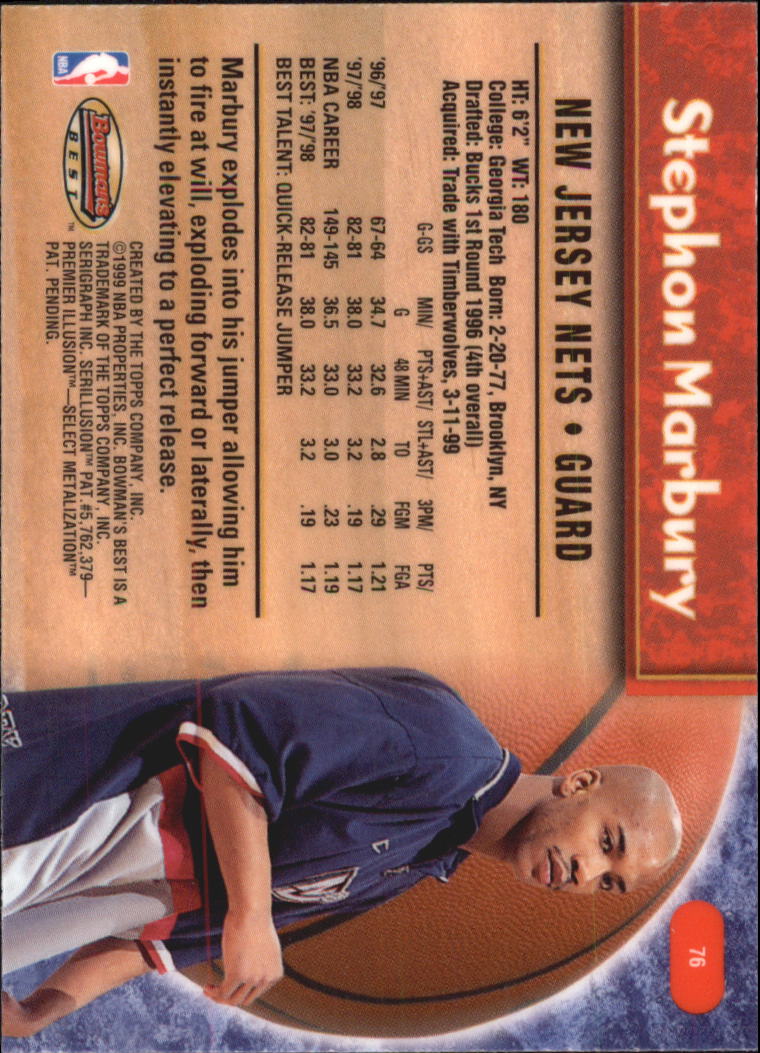 Stephon Marbury
76
NEW JERSEY NETS • GUARD
HT: 6'2" WT: 180
College: Georgia Tech Born: 2-20-77, Brooklyn, NY
Drafted: Bucks 1st Round 1996 (4th overall)
Acquired: Trade with Timberwolves, 3-11-99
G-GS MIN/ PTS+AST/ STL+AST/ 3PM/ PTS/
G 48 MIN TO FGM FGA
'96/'97 67-64 34.7 32.6 2.8 .29 1.21
'97/'98 82-81 38.0 33.2 3.2 .19 1.17
NBA CAREER 149-145 36.5 33.0 3.0 .23 1.19
BEST: '97/'98 82-81 38.0 33.2 3.2 .19 1.17
BEST TALENT: QUICK-RELEASE JUMPER
Marbury explodes into his jumper allowing him
to fire at will, exploding forward or laterally, then
instantly elevating to a perfect release.
NBA
Bowman's
BEST™
CREATED BY THE TOPPS COMPANY, INC.
©1999 NBA PROPERTIES, INC. BOWMAN'S BEST IS A
TRADEMARK OF THE TOPPS COMPANY, INC.
SERIGRAPH INC. SERILLUSION™ PAT #5,762,379—
PREMIER ILLUSION™—SELECT METALIZATION™
PAT. PENDING.